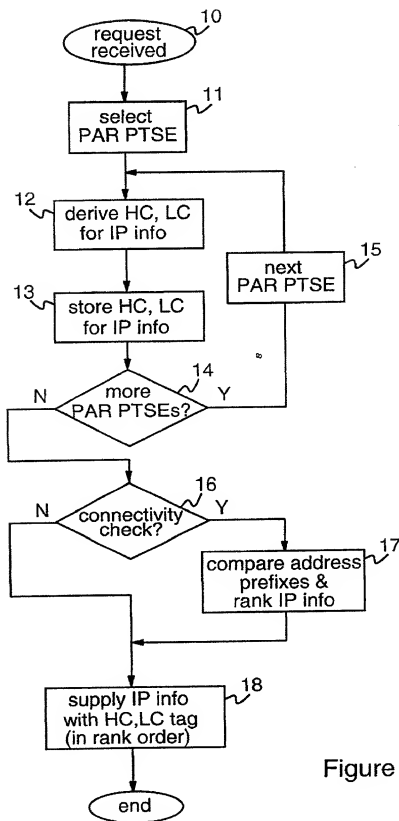 10
request
received
11
select
PAR PTSE
12
derive HC, LC
for IP info
15
next
PAR PTSE
13
store HC, LC
for IP info
14
N
more
PAR PTSEs?
Y
16
N
connectivity
check?
Y
17
compare address
prefixes &
rank IP info
18
supply IP info
with HC,LC tag
(in rank order)
Figure
end